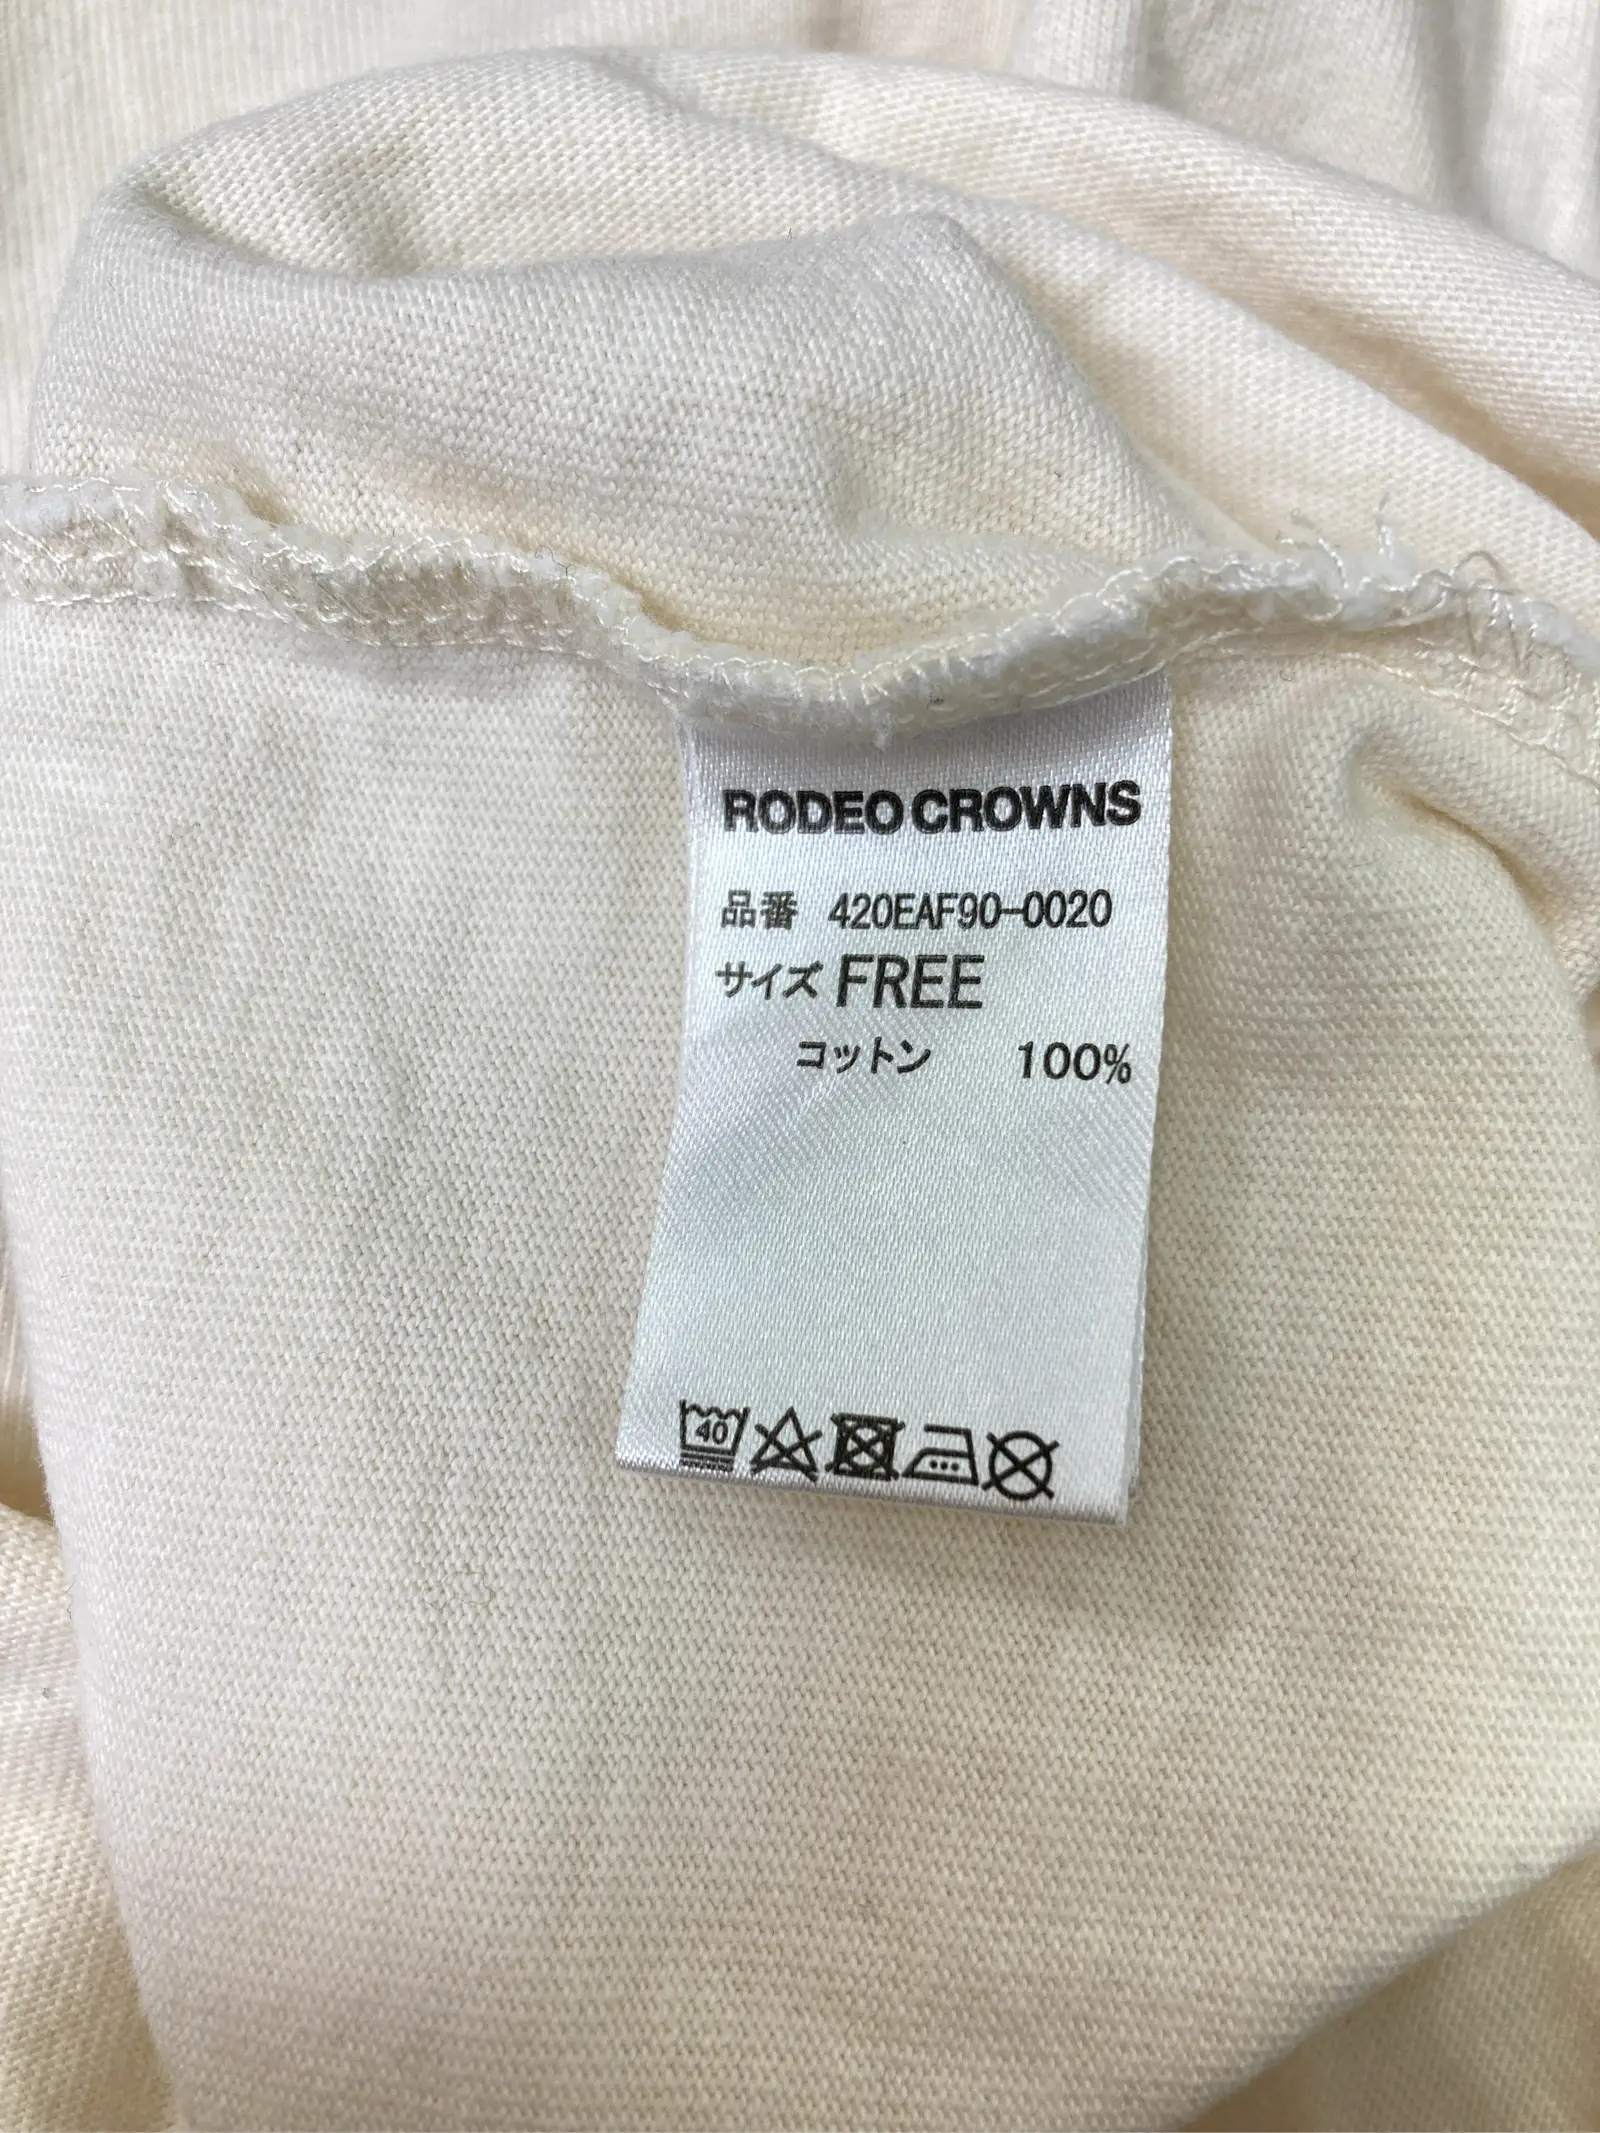 RODEO CROWNS
品番 420EAF90-0020
サイズ FREE
コットン 100%
40